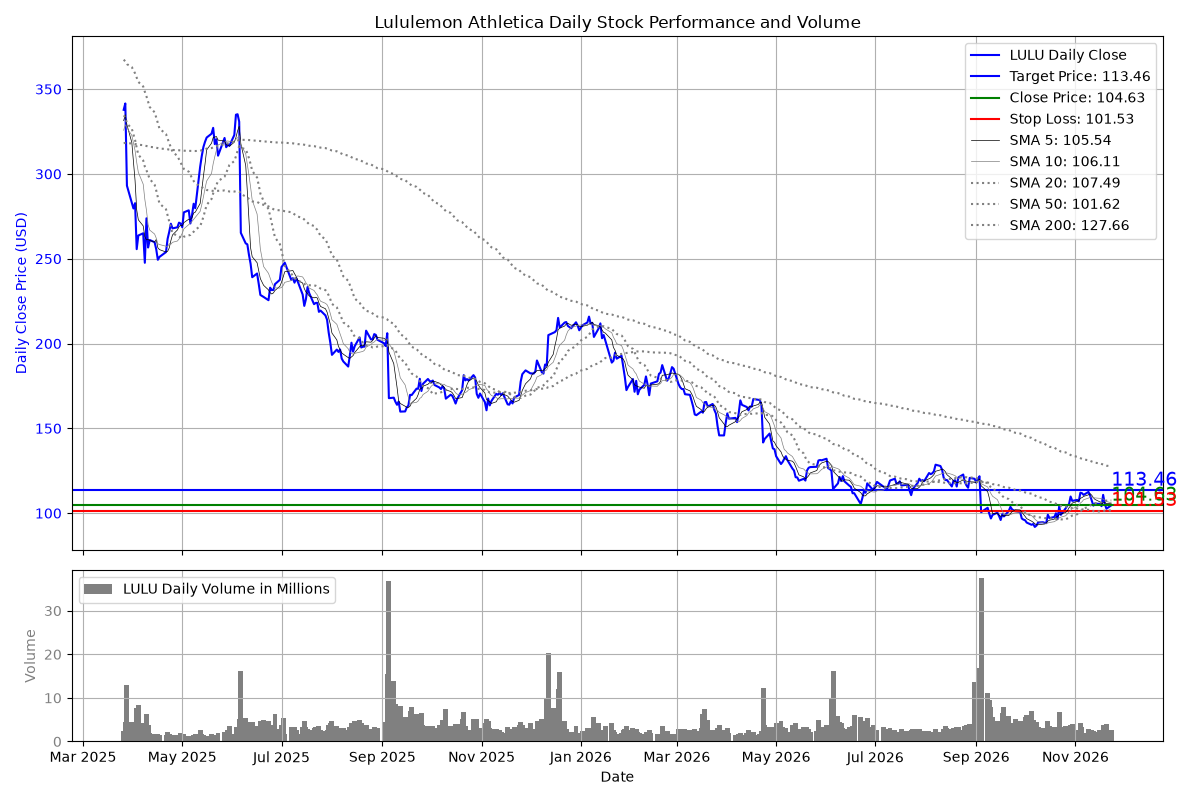 Lululemon Athletica Daily Stock Performance and Volume
Daily Close Price (USD)
350
300
250
200
150
100
LULU Daily Close
Target Price: 113.46
Close Price: 104.63
Stop Loss: 101.53
SMA 5: 105.54
SMA 10: 106.11
SMA 20: 107.49
SMA 50: 101.62
SMA 200: 127.66
113.46
104.63
101.53
LULU Daily Volume in Millions
Volume
30
20
10
0
Mar 2025 May 2025 Jul 2025 Sep 2025 Nov 2025 Jan 2026 Mar 2026 May 2026 Jul 2026 Sep 2026 Nov 2026
Date